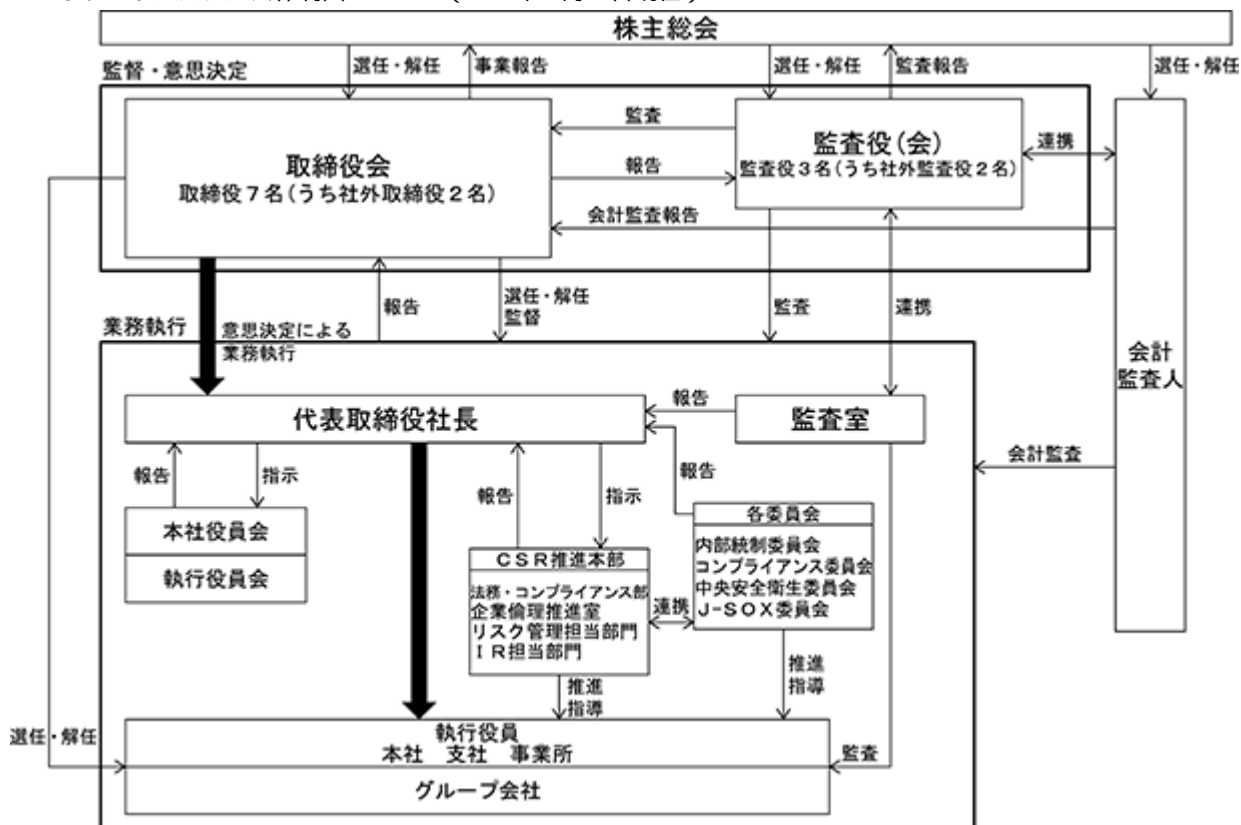 株主総会
監督・意思決定
選任・解任
事業報告
選任・解任
監査報告
選任・解任
取締役会
取締役７名(うち社外取締役２名)
監査
報告
監査役(会)
監査役３名(うち社外監査役２名)
連携
会計監査報告
業務執行
意思決定による
業務執行
報告
選任・解任
監督
監査
連携
会計
監査人
代表取締役社長
報告
監査室
報告
指示
報告
指示
報告
会計監査
本社役員会
執行役員会
CSR推進本部
法務・コンプライアンス部
企業倫理推進室
リスク管理担当部門
ＩＲ担当部門
連携
各委員会
内部統制委員会
コンプライアンス委員会
中央安全衛生委員会
J-SOX委員会
推進
指導
推進
指導
選任・解任
執行役員
本社　支社　事業所
監査
グループ会社